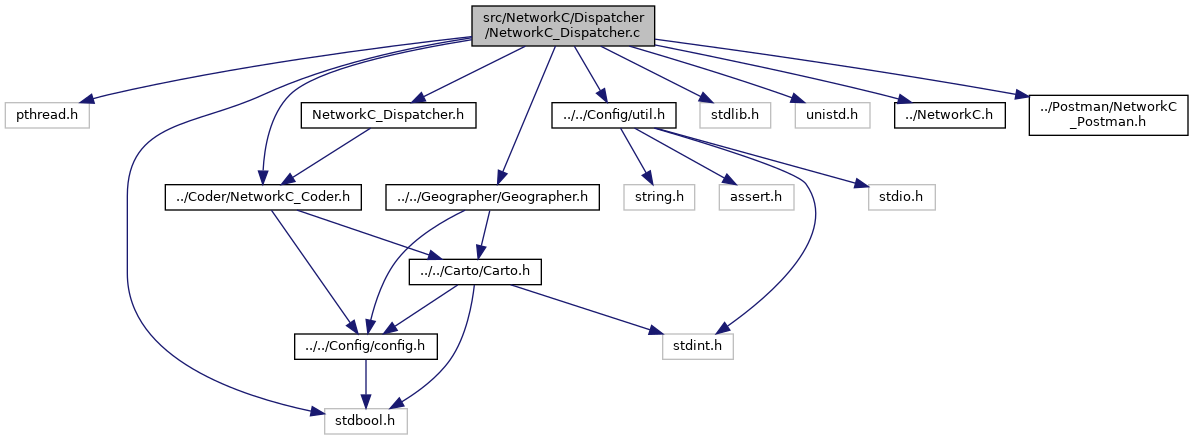 src/NetworkC/Dispatcher
/NetworkC_Dispatcher.c
pthread.h
NetworkC_Dispatcher.h
../../Config/util.h
stdlib.h
unistd.h
../NetworkC.h
../Postman/NetworkC
_Postman.h
../Coder/NetworkC_Coder.h
../../Geographer/Geographer.h
string.h
assert.h
stdio.h
../../Carto/Carto.h
../../Config/config.h
stdint.h
stdbool.h